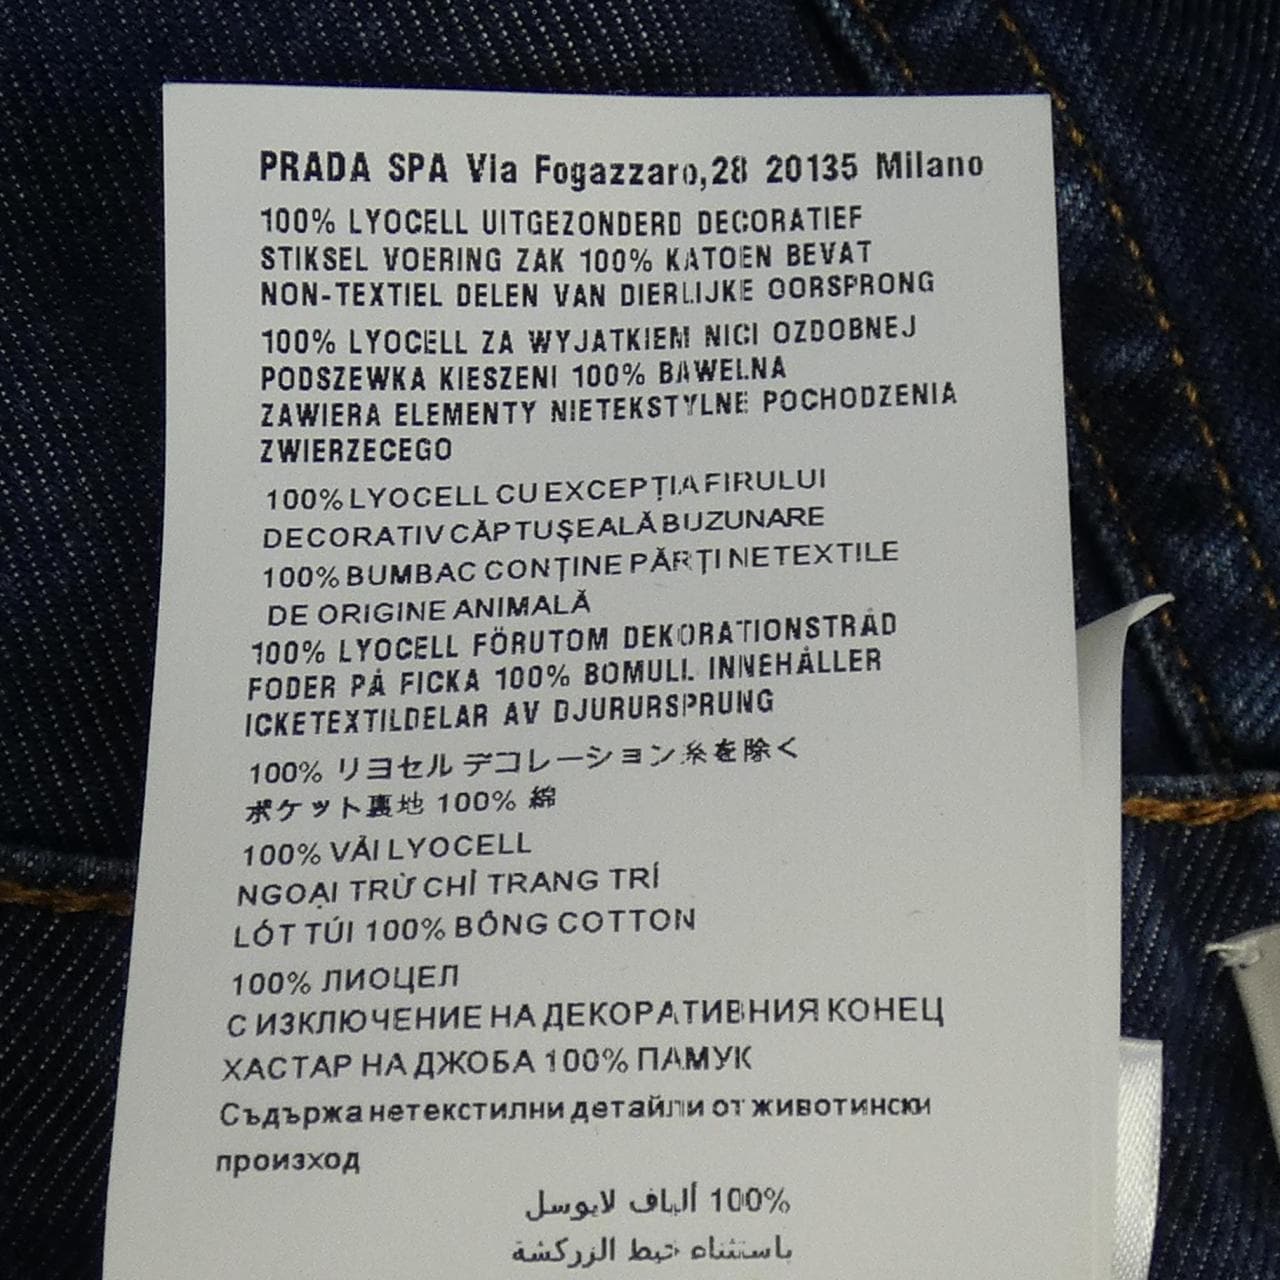 PRADA SPA Via Fogazzaro,28 20135 Milano
100% LYOCELL UITGEZONDERD DECORATIEF
STIKSEL VOERING ZAK 100% KATOEN BEVAT
NON-TEXTIEL DELEN VAN DIERLIJKE OORSPRONG
100% LYOCELL ZA WYJATKIEM NICI OZDOBNEJ
PODSZEWKA KIESZENI 100% BAWELNA
ZAWIERA ELEMENTY NIETEKSTYLNE POCHODZENIA
ZWIERZECEGO
100% LYOCELL CU EXCEPȚIA FIRULUI
DECORATIV CĂPTUȘEALĂ BUZUNARE
100% BUMBAC CONȚINE PĂRȚI NETEXTILE
DE ORIGINE ANIMALĂ
100% LYOCELL FÖRUTOM DEKORATIONSTRÅD
FODER PÅ FICKA 100% BOMULL INNEHÅLLER
ICKETEXTILDELAR AV DJURURSPRUNG
100% リヨセル デコレーション糸を除く
ポケット裏地 100% 綿
100% VẢI LYOCELL
NGOẠI TRỪ CHỈ TRANG TRÍ
LÓT TÚI 100% BÔNG COTTON
100% ЛИОЦЕЛ
С ИЗКЛЮЧЕНИЕ НА ДЕКОРАТИВНИЯ КОНЕЦ
ХАСТАР НА ДЖОБА 100% ПАМУК
Съдържа нетекстилни детайли от животински
произход
100% ألياف لايوسل
باستثناء خيط الزركشة